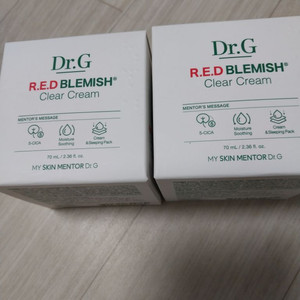 Dr.G
R.E.D BLEMISH®
Clear Cream
MENTOR'S MESSAGE
5-CICA
Moisture
Soothing
Cream
&Sleeping Pack
70 mL / 2.36 fl. oz.
MY SKIN MENTOR Dr.G
Dr.G
R.E.D BLEMISH®
Clear Cream
MENTOR'S MESSAGE
5-CICA
Moisture
Soothing
Cream
&Sleeping Pack
70 mL / 2.36 fl. oz.
MY SKIN MENTOR Dr.G